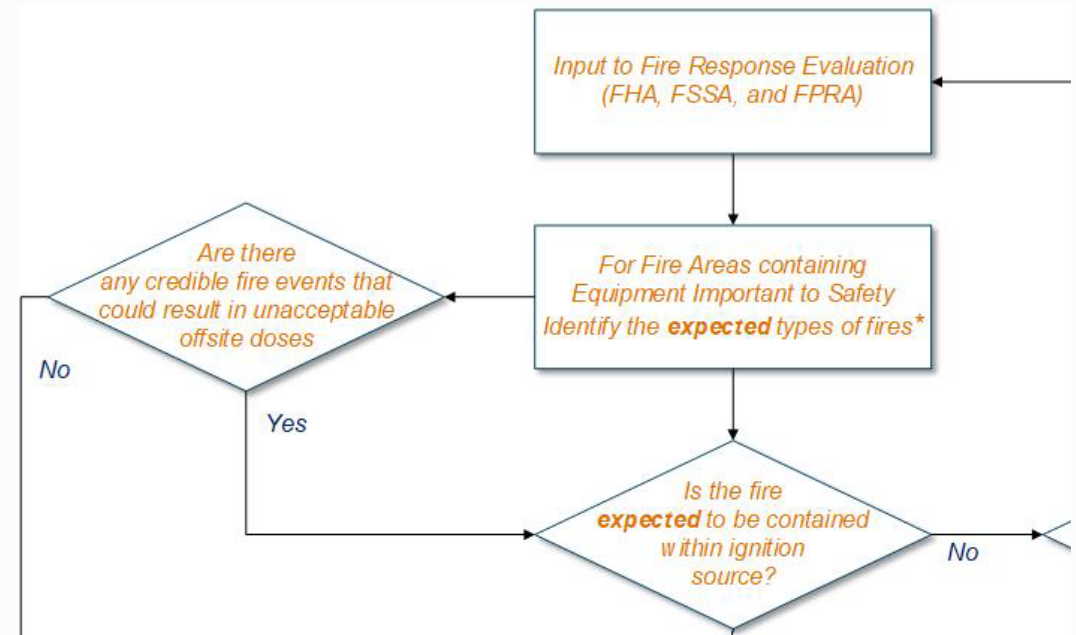 Input to Fire Response Evaluation
(FHA, FSSA, and FPRA)
Are there
any credible fire events that
could result in unacceptable
offsite doses
For Fire Areas containing
Equipment Important to Safety
Identify the expected types of fires*
No
Yes
Is the fire
expected to be contained
within ignition
source?
No